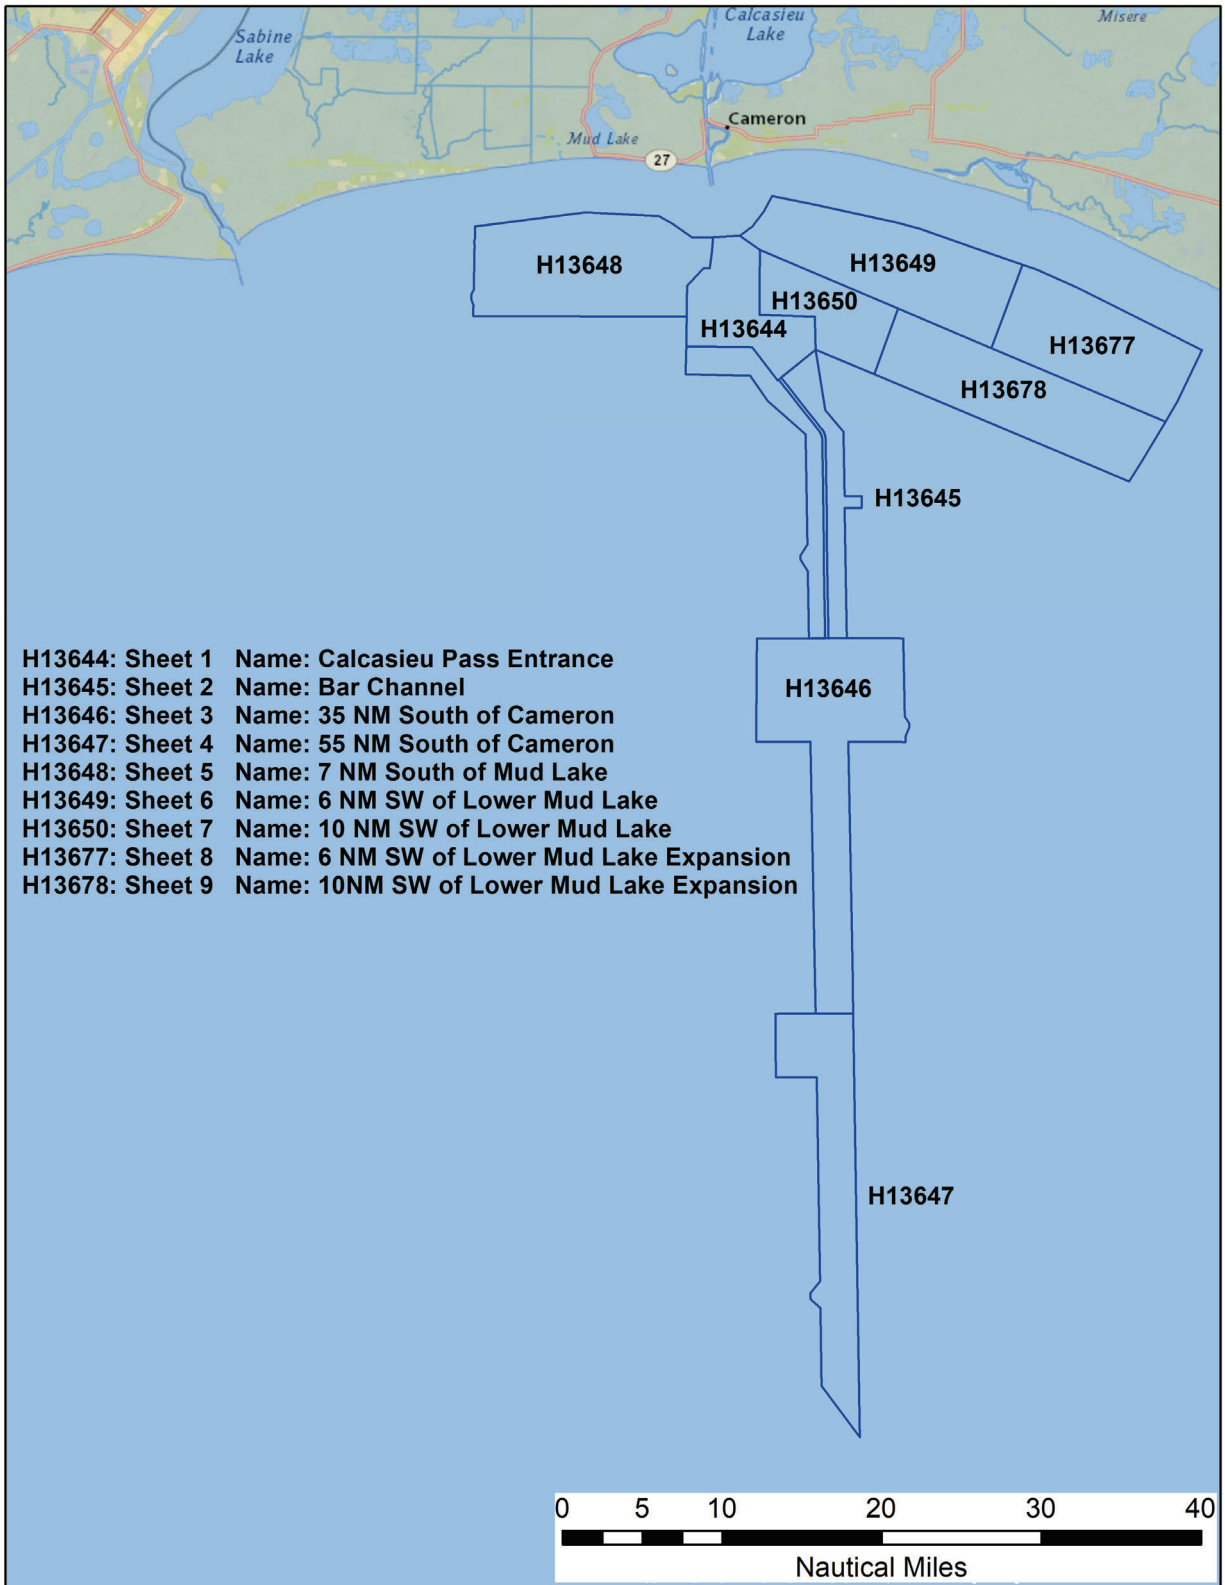 Sabine
Lake
Calcasieu
Lake
Misere
Cameron
Mud Lake
27
H13648
H13649
H13650
H13644
H13677
H13678
H13645
H13644: Sheet 1 Name: Calcasieu Pass Entrance
H13645: Sheet 2 Name: Bar Channel
H13646: Sheet 3 Name: 35 NM South of Cameron
H13647: Sheet 4 Name: 55 NM South of Cameron
H13648: Sheet 5 Name: 7 NM South of Mud Lake
H13649: Sheet 6 Name: 6 NM SW of Lower Mud Lake
H13650: Sheet 7 Name: 10 NM SW of Lower Mud Lake
H13677: Sheet 8 Name: 6 NM SW of Lower Mud Lake Expansion
H13678: Sheet 9 Name: 10NM SW of Lower Mud Lake Expansion
H13646
H13647
0 5 10 20 30 40
Nautical Miles